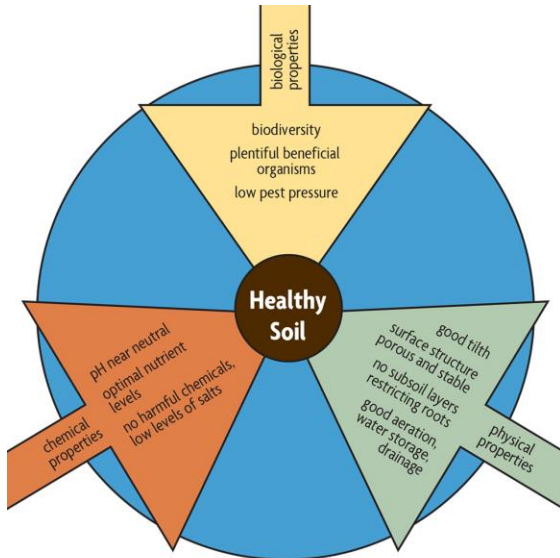 biological
properties
biodiversity
plentiful beneficial
organisms
low pest pressure
Healthy
Soil
pH near neutral
optimal nutrient
levels
no harmful chemicals,
low levels of salts
chemical
properties
good tilth
surface structure
porous and stable
no subsoil layers
restricting roots
good aeration,
water storage,
drainage
physical
properties